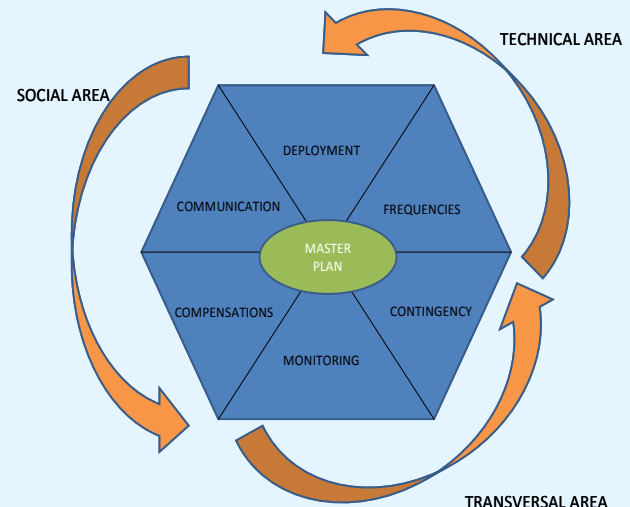 TECHNICAL AREA
SOCIAL AREA
DEPLOYMENT
COMMUNICATION
FREQUENCIES
MASTER
PLAN
COMPENSATIONS
CONTINGENCY
MONITORING
TRANSVERSAL AREA